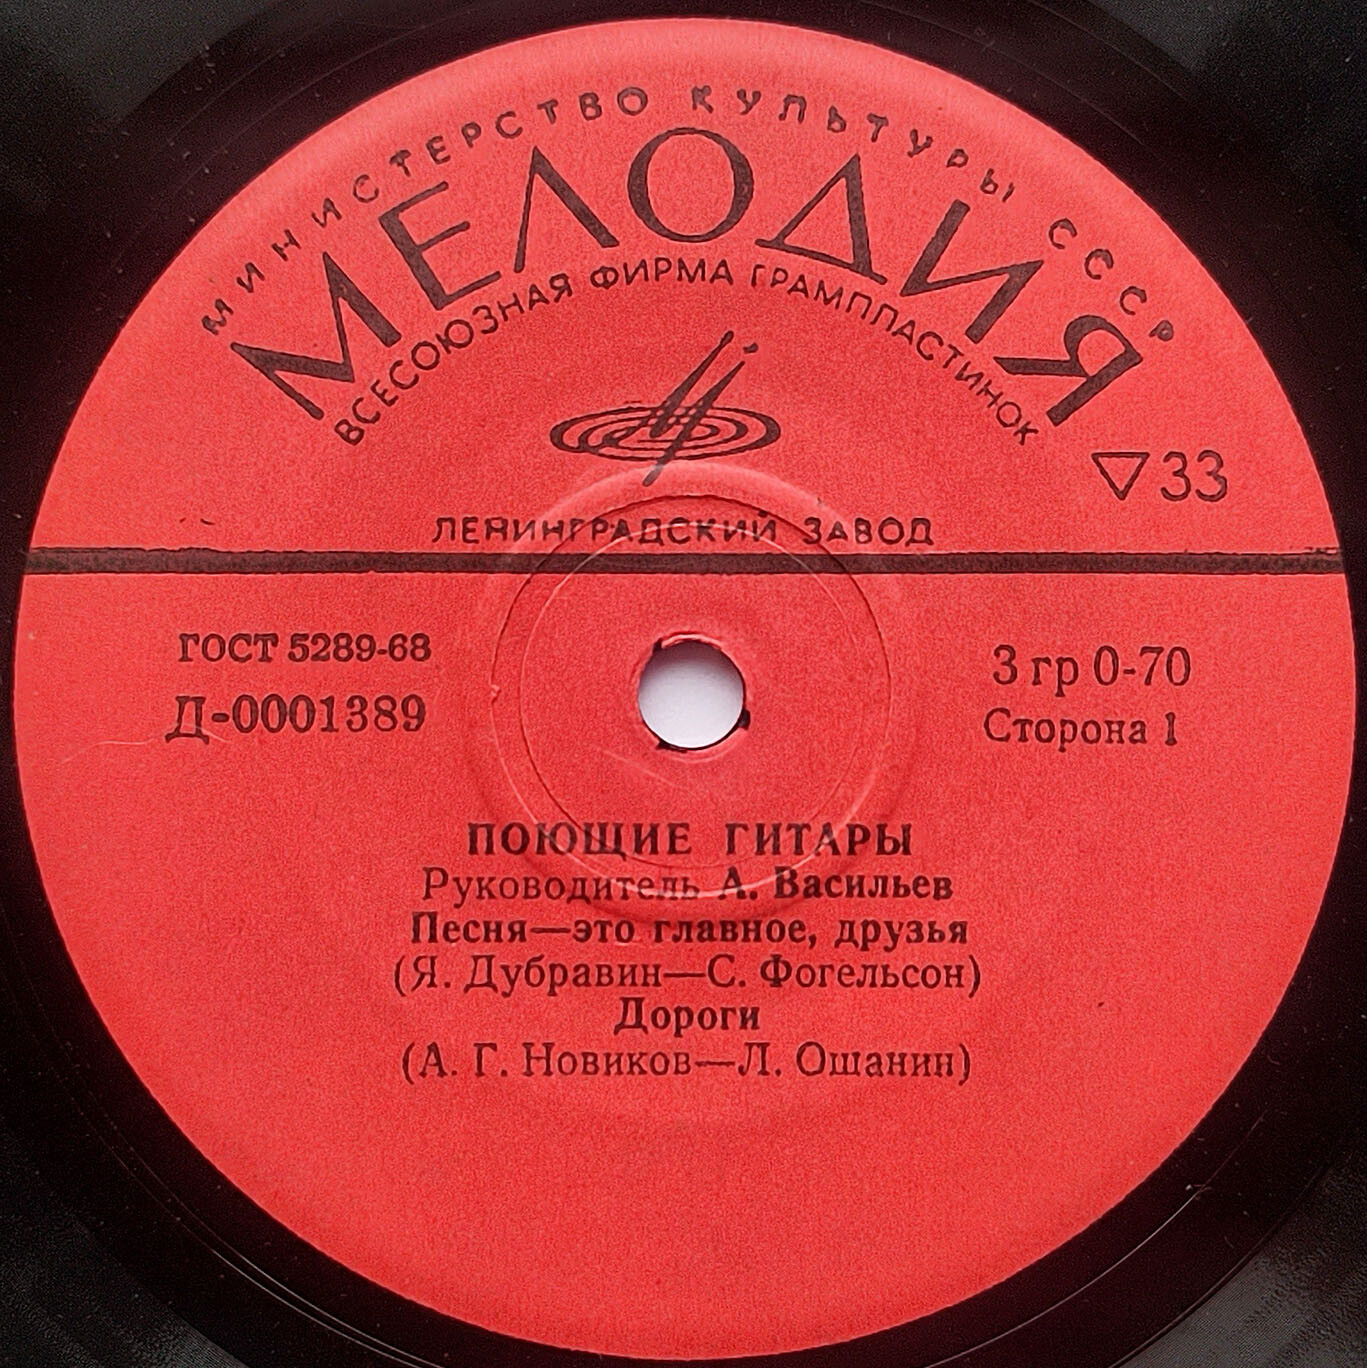 МИНИСТЕРСТВО КУЛЬТУРЫ СССР
МЕЛОДИЯ
ВСЕСОЮЗНАЯ ФИРМА ГРАМПЛАСТИНОК
▽33
ЛЕНИНГРАДСКИЙ ЗАВОД
ГОСТ 5289-68
Д-0001389
3 гр 0-70
Сторона 1
ПОЮЩИЕ ГИТАРЫ
Руководитель А. Васильев
Песня—это главное, друзья
(Я. Дубравин—С. Фогельсон)
Дороги
(А. Г. Новиков—Л. Ошанин)